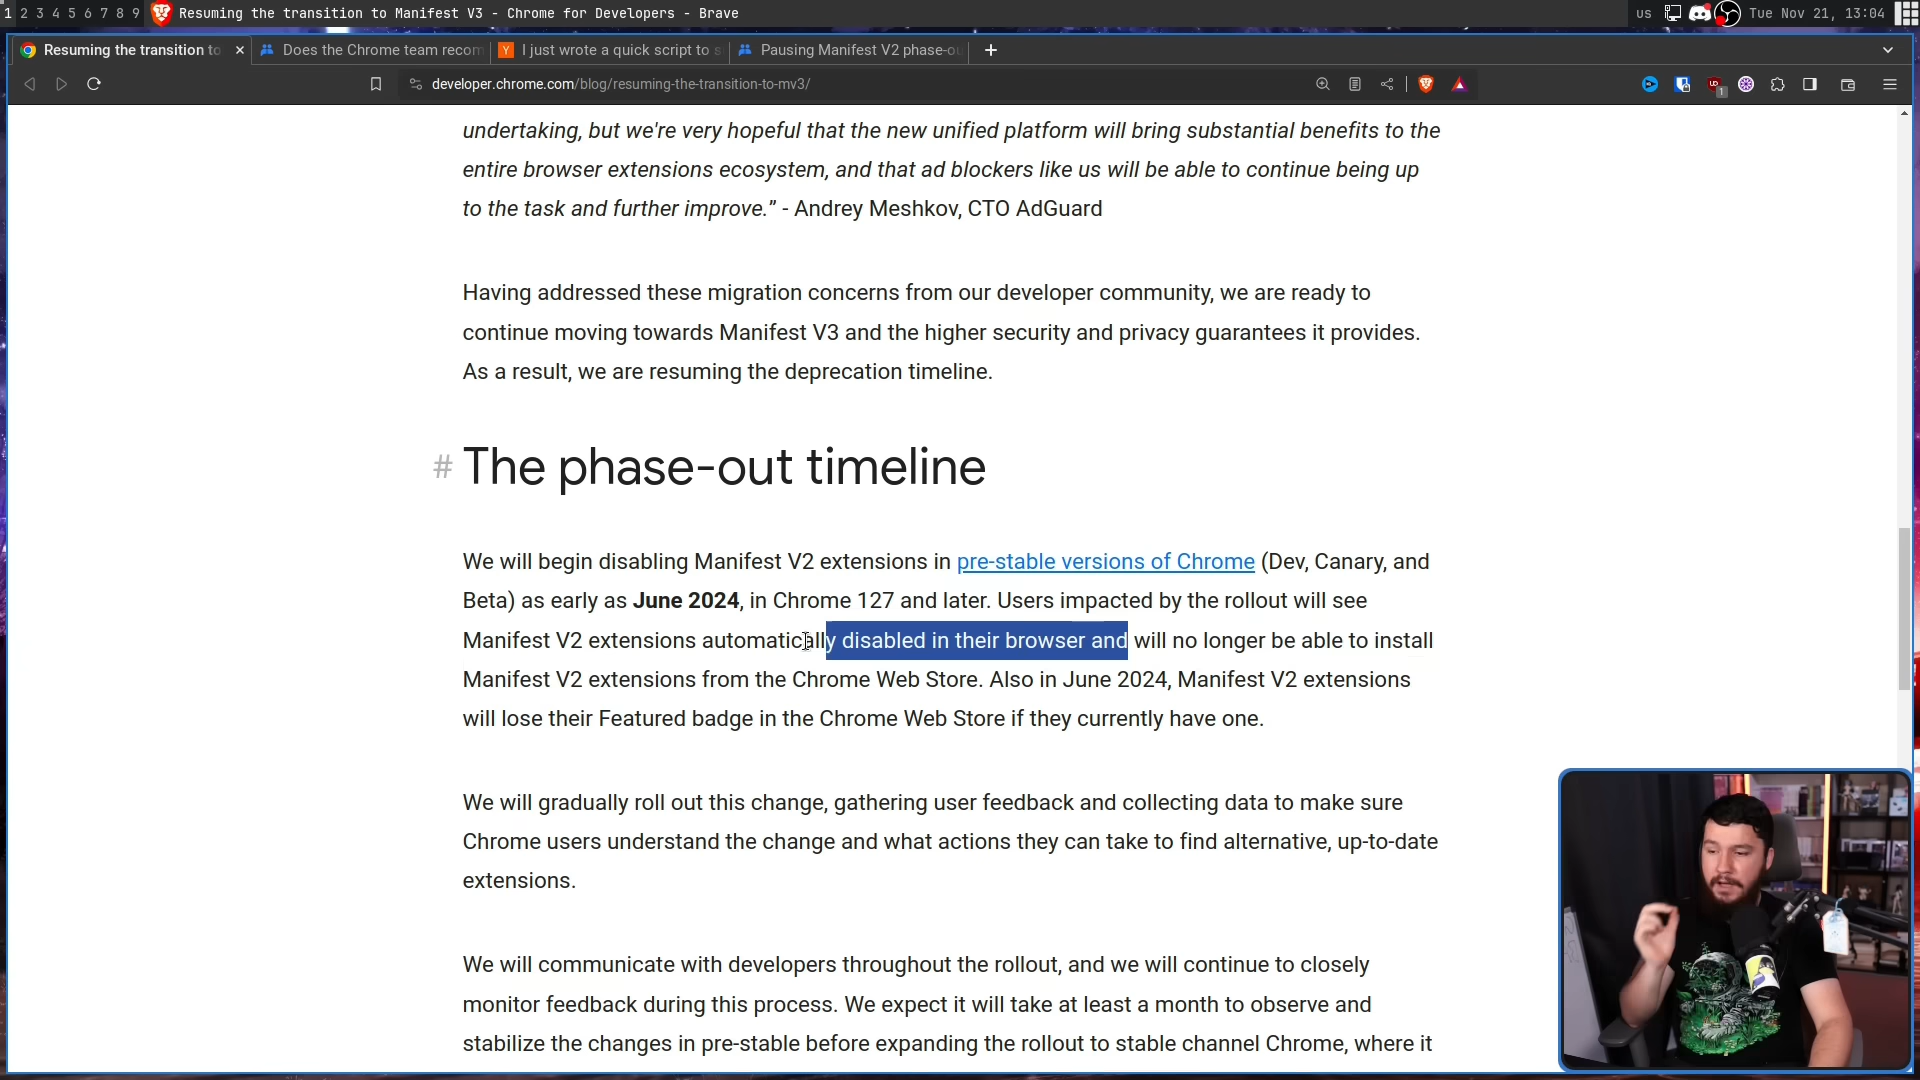 1 2 3 4 5 6 7 8 9 Resuming the transition to Manifest V3 - Chrome for Developers - Brave us Tue Nov 21, 13:04
Resuming the transition to Does the Chrome team recom Y I just wrote a quick script to s Pausing Manifest V2 phase-ou
developer.chrome.com/blog/resuming-the-transition-to-mv3/
undertaking, but we're very hopeful that the new unified platform will bring substantial benefits to the
entire browser extensions ecosystem, and that ad blockers like us will be able to continue being up
to the task and further improve.” - Andrey Meshkov, CTO AdGuard
Having addressed these migration concerns from our developer community, we are ready to
continue moving towards Manifest V3 and the higher security and privacy guarantees it provides.
As a result, we are resuming the deprecation timeline.
# The phase-out timeline
We will begin disabling Manifest V2 extensions in pre-stable versions of Chrome (Dev, Canary, and
Beta) as early as June 2024, in Chrome 127 and later. Users impacted by the rollout will see
Manifest V2 extensions automatically disabled in their browser and will no longer be able to install
Manifest V2 extensions from the Chrome Web Store. Also in June 2024, Manifest V2 extensions
will lose their Featured badge in the Chrome Web Store if they currently have one.
We will gradually roll out this change, gathering user feedback and collecting data to make sure
Chrome users understand the change and what actions they can take to find alternative, up-to-date
extensions.
We will communicate with developers throughout the rollout, and we will continue to closely
monitor feedback during this process. We expect it will take at least a month to observe and
stabilize the changes in pre-stable before expanding the rollout to stable channel Chrome, where it